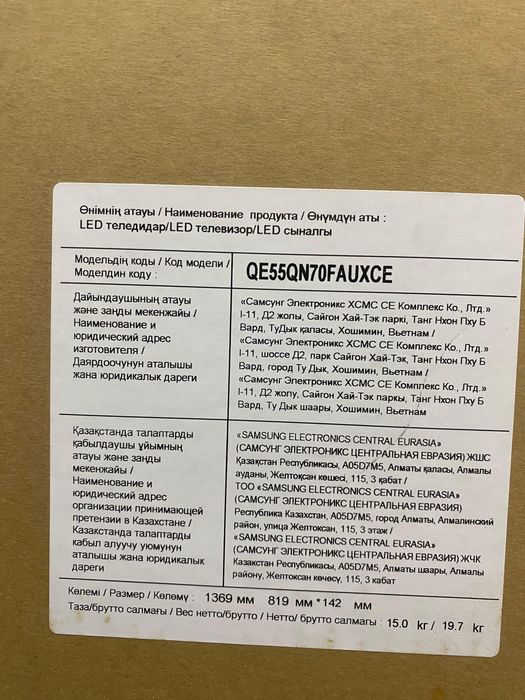 Өнімнің атауы / Наименование продукта / Өнүмдүн аты :
LED теледидар/LED телевизор/LED сыналгы
Модельдің коды / Код модели /
Моделдин коду :
QE55QN70FAUXCE
Дайындаушының атауы
және заңды мекенжайы /
Наименование и
юридический адрес
изготовителя /
Даярдоочунун аталышы
жана юридикалык дареги
«Самсунг Электроникс ХСМС СЕ Комплекс Ко., Лтд.»
I-11, Д2 жолы, Сайгон Хай-Тэк паркі, Танг Нхон Пху Б
Вард, ТуДык қаласы, Хошимин, Вьетнам /
«Самсунг Электроникс ХСМС СЕ Комплекс Ко., Лтд.»
I-11, шоссе Д2, парк Сайгон Хай-Тэк, Танг Нхон Пху Б
Вард, город Ту Дык, Хошимин, Вьетнам /
«Самсунг Электроникс ХСМС СЕ Комплекс Ко., Лтд.»
I-11, Д2 жолу, Сайгон Хай-Тэк паркы, Танг Нхон Пху Б
Вард, Ту Дык шаары, Хошимин, Вьетнам
Қазақстанда талаптарды
қабылдаушы ұйымның
атауы және заңды
мекенжайы /
Наименование и
юридический адрес
организации принимающей
претензии в Казахстане /
Казакстанда талаптарды
кабыл алуучу уюмунун
аталышы жана юридикалык
дареги
«SAMSUNG ELECTRONICS CENTRAL EURASIA» ЖШС
(САМСУНГ ЭЛЕКТРОНИКС ЦЕНТРАЛЬНАЯ ЕВРАЗИЯ) ЖШС
Қазақстан Республикасы, A05D7M5, Алматы қаласы, Алмалы
ауданы, Желтоқсан көшесі, 115, 3 қабат /
ТОО «SAMSUNG ELECTRONICS CENTRAL EURASIA»
(САМСУНГ ЭЛЕКТРОНИКС ЦЕНТРАЛЬНАЯ ЕВРАЗИЯ)
Республика Казахстан, A05D7M5, город Алматы, Алмалинский
район, улица Желтоксан, 115, 3 этаж /
«SAMSUNG ELECTRONICS CENTRAL EURASIA»
(САМСУНГ ЭЛЕКТРОНИКС ЦЕНТРАЛЬНАЯ ЕВРАЗИЯ) ЖЧК
Казакстан Республикасы, A05D7M5, Алматы шаары, Алмалы
району, Желтоксан көчөсү, 115, 3 кабат
Көлемі / Размер / Көлөмү : 1369 мм 819 мм *142 мм
Таза/брутто салмағы / Вес нетто/брутто / Нетто/ брутто салмагы : 15.0 кг / 19.7 кг